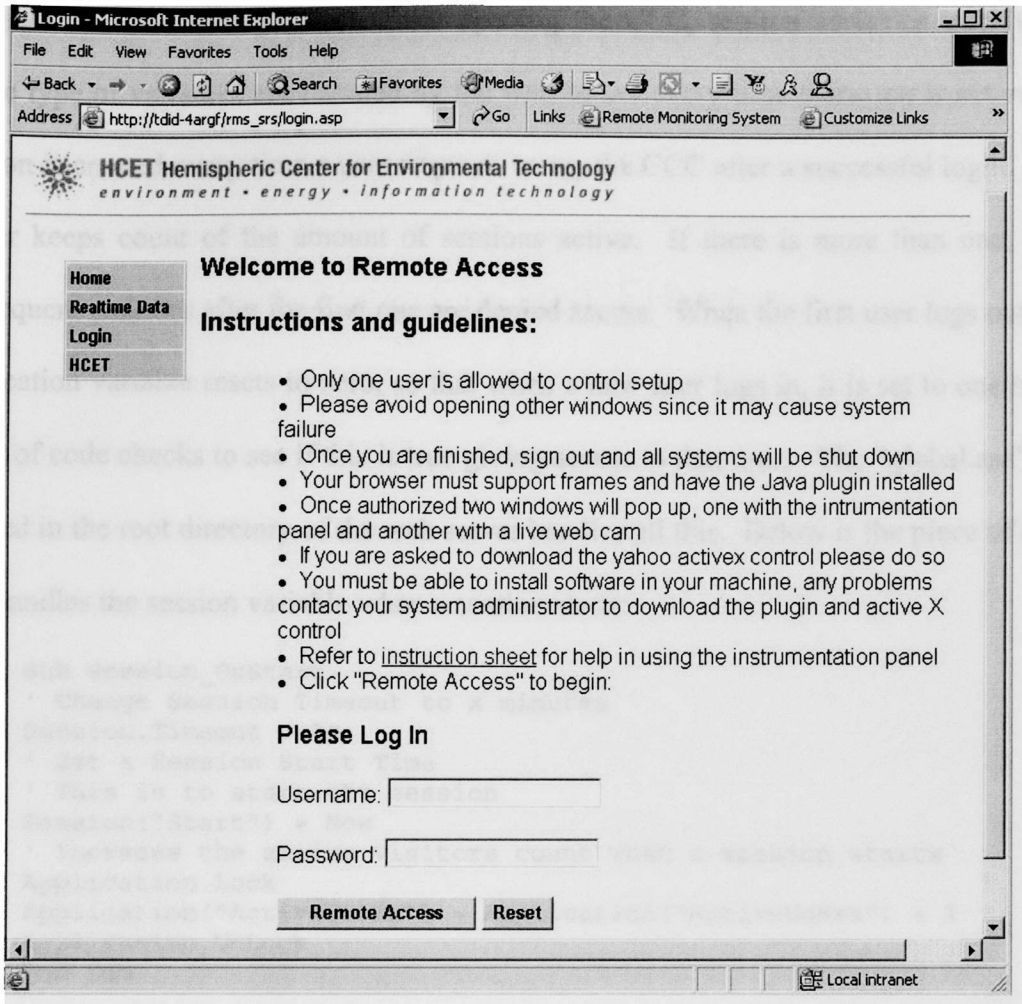 Login - Microsoft Internet Explorer
File Edit View Favorites Tools Help
Back Search Favorites Media
Address http://tdid-4argf/rms_srs/login.asp Go Links Remote Monitoring System Customize Links »
HCET Hemispheric Center for Environmental Technology
environment • energy • information technology
Home
Realtime Data
Login
HCET
Welcome to Remote Access
Instructions and guidelines:
• Only one user is allowed to control setup
• Please avoid opening other windows since it may cause system
failure
• Once you are finished, sign out and all systems will be shut down
• Your browser must support frames and have the Java plugin installed
• Once authorized two windows will pop up, one with the intrumentation
panel and another with a live web cam
• If you are asked to download the yahoo activex control please do so
• You must be able to install software in your machine, any problems
contact your system administrator to download the plugin and active X
control
• Refer to instruction sheet for help in using the instrumentation panel
• Click "Remote Access" to begin:
Please Log In
Username:
Password:
Remote Access Reset
Local intranet